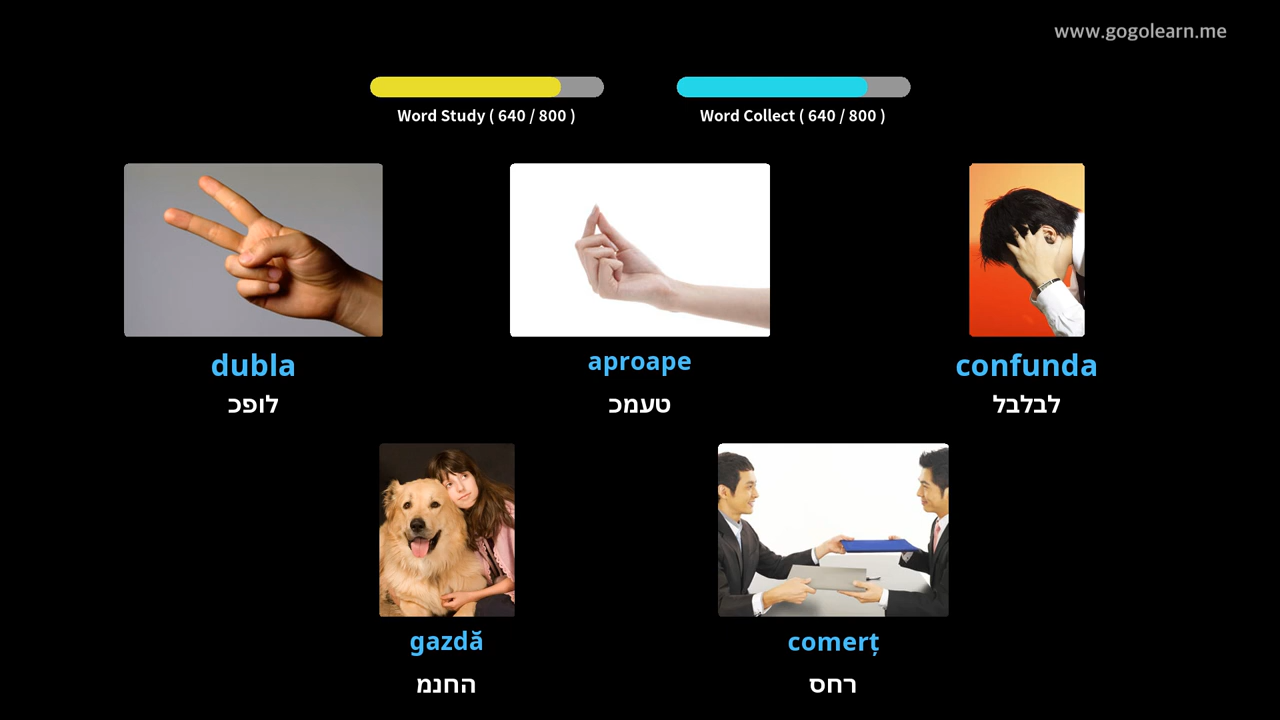 www.gogolearn.me
Word Study ( 640 / 800 )
Word Collect ( 640 / 800 )
dubla
לופכ
aproape
טעמכ
confunda
לבלבל
gazdă
החנמ
comerț
רחס